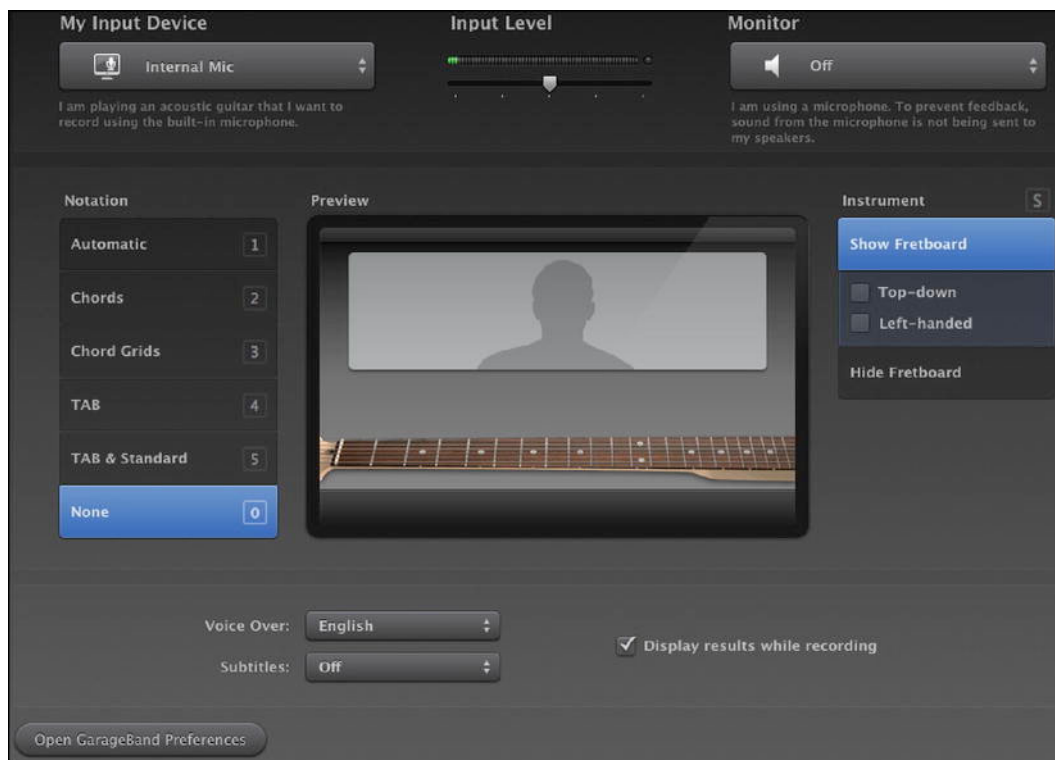 My Input Device
Input Level
Monitor
Internal Mic
Off
I am playing an acoustic guitar that I want to
record using the built-in microphone.
I am using a microphone. To prevent feedback,
sound from the microphone is not being sent to
my speakers.
Notation
Preview
Instrument
S
Automatic 1
Chords 2
Chord Grids 3
TAB 4
TAB & Standard 5
None 0
Show Fretboard
Top-down
Left-handed
Hide Fretboard
Voice Over: English
Subtitles: Off
Display results while recording
Open GarageBand Preferences